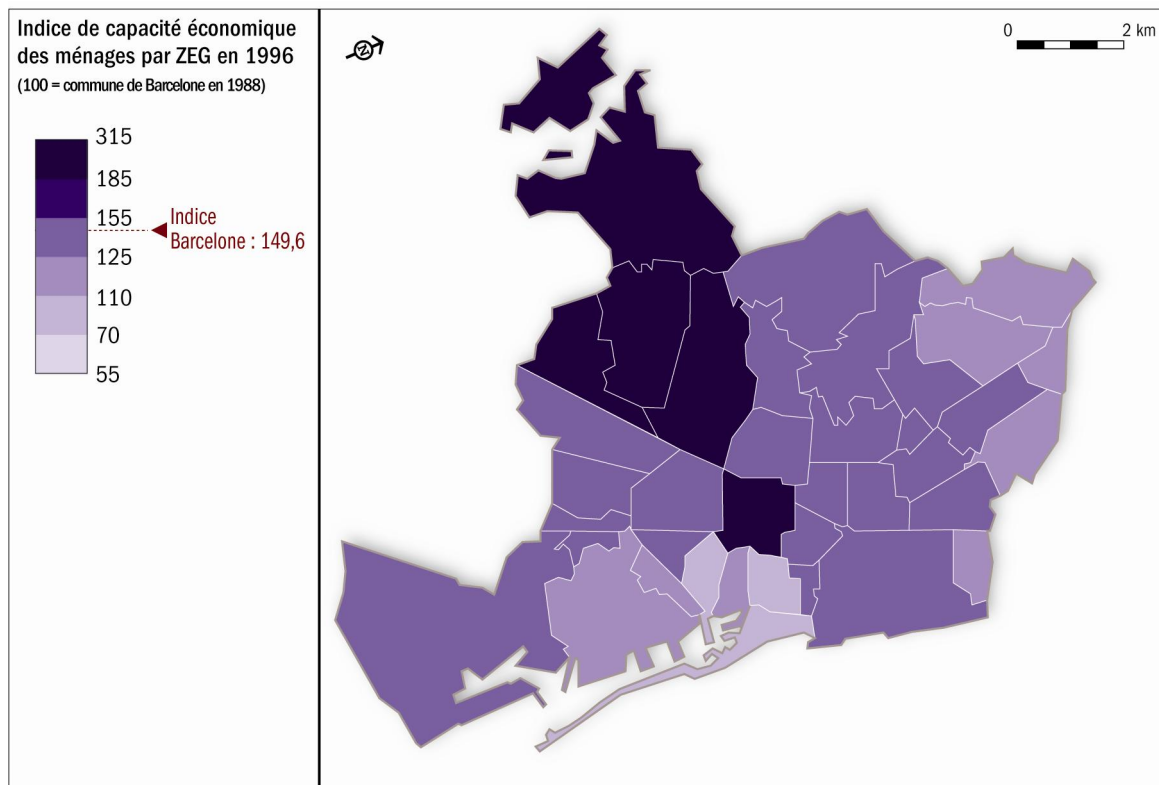 Indice de capacité économique
des ménages par ZEG en 1996
(100 = commune de Barcelone en 1988)
315
185
155
Indice
Barcelone : 149,6
125
110
70
55
N
0 2 km